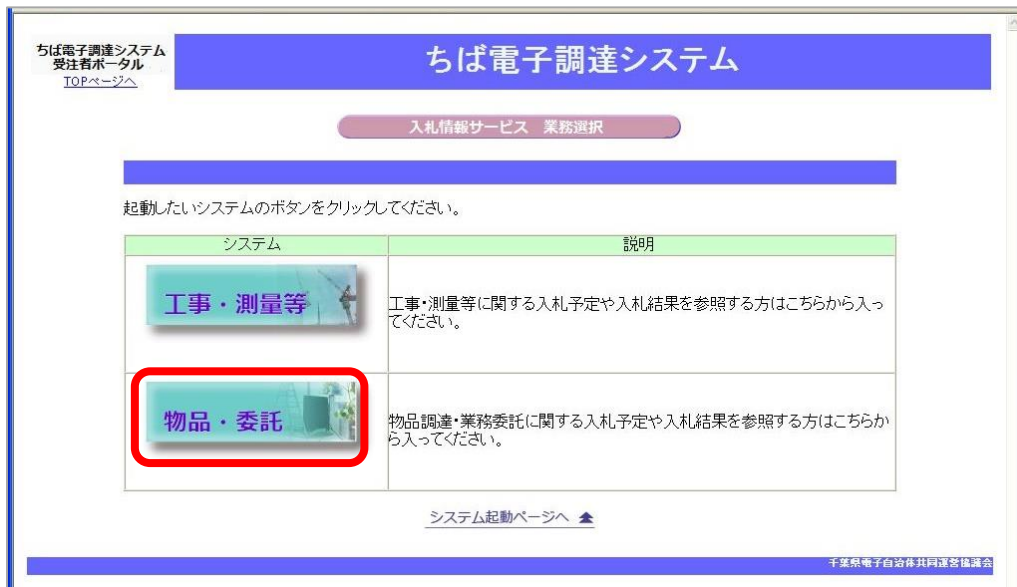 ちば電子調達システム
受注者ポータル
TOPページへ
ちば電子調達システム
入札情報サービス 業務選択
起動したいシステムのボタンをクリックしてください。
システム
説明
工事・測量等
工事・測量等に関する入札予定や入札結果を参照する方はこちらから入っ
てください。
物品・委託
物品調達・業務委託に関する入札予定や入札結果を参照する方はこちらか
ら入ってください。
システム起動ページへ
千葉県電子自治体共同運営協議会